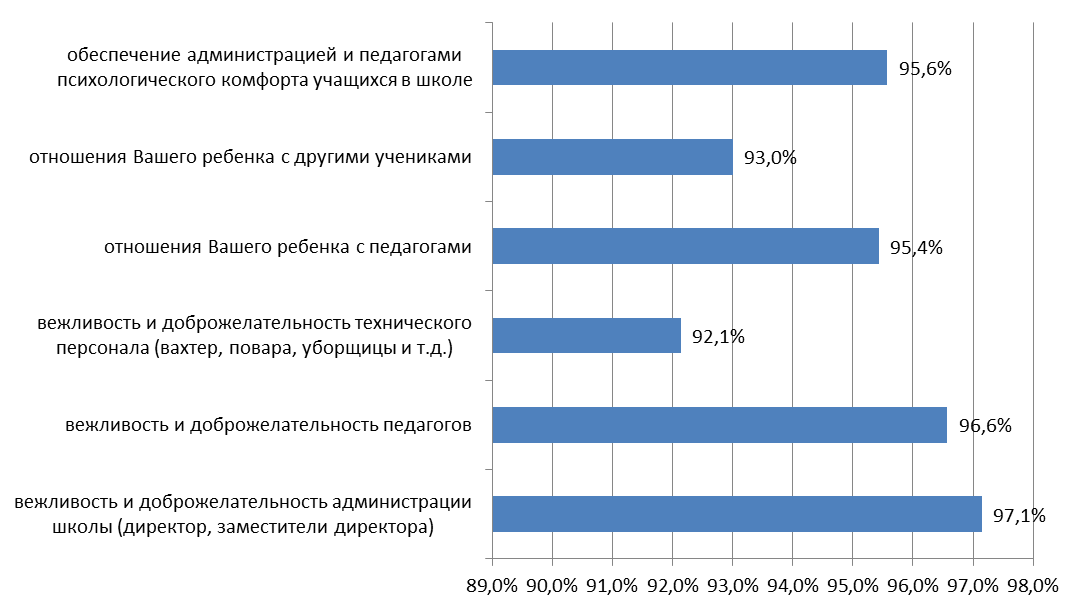 обеспечение администрацией и педагогами
психологического комфорта учащихся в школе
95,6%
отношения Вашего ребенка с другими учениками
93,0%
отношения Вашего ребенка с педагогами
95,4%
вежливость и доброжелательность технического
персонала (вахтер, повара, уборщицы и т.д.)
92,1%
вежливость и доброжелательность педагогов
96,6%
вежливость и доброжелательность администрации
школы (директор, заместители директора)
97,1%
89,0% 90,0% 91,0% 92,0% 93,0% 94,0% 95,0% 96,0% 97,0% 98,0%